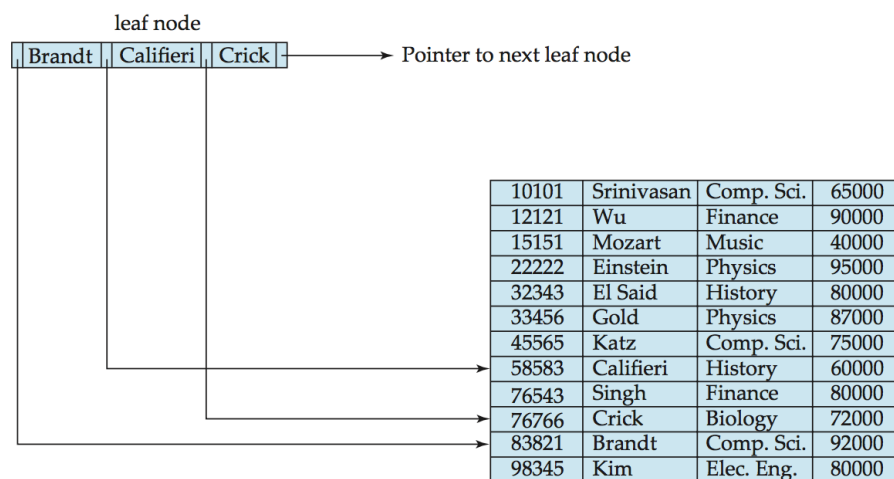 leaf node
Brandt Califieri Crick Pointer to next leaf node
10101 Srinivasan Comp. Sci. 65000
12121 Wu Finance 90000
15151 Mozart Music 40000
22222 Einstein Physics 95000
32343 El Said History 80000
33456 Gold Physics 87000
45565 Katz Comp. Sci. 75000
58583 Califieri History 60000
76543 Singh Finance 80000
76766 Crick Biology 72000
83821 Brandt Comp. Sci. 92000
98345 Kim Elec. Eng. 80000